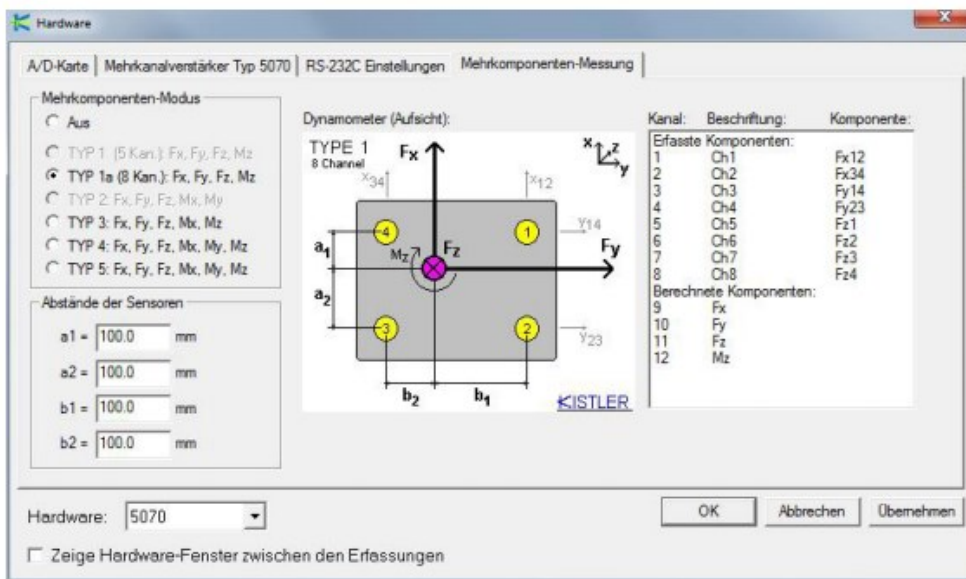 Hardware
A/D-Karte | Mehrkanalverstärker Typ 5070 | RS-232C Einstellungen | Mehrkomponenten-Messung
Mehrkomponenten-Modus
Aus
TYP 1 (5 Kan.): Fx, Fy, Fz, Mz
TYP 1a (8 Kan.): Fx, Fy, Fz, Mz
TYP 2: Fx, Fy, Fz, Mx, My
TYP 3: Fx, Fy, Fz, Mx, Mz
TYP 4: Fx, Fy, Fz, Mx, My, Mz
TYP 5: Fx, Fy, Fz, Mx, My, Mz
Abstände der Sensoren
a1 = 100.0 mm
a2 = 100.0 mm
b1 = 100.0 mm
b2 = 100.0 mm
Dynamometer (Aufsicht):
TYPE 1
8 Channel
Fx
x z
y
x34
x12
4
1
y14
a1
Mz
Fz
Fy
a2
3
2
y23
b2
b1
KISTLER
Kanal: Beschriftung: Komponente:
Erfasste Komponenten:
1 Ch1 Fx12
2 Ch2 Fx34
3 Ch3 Fy14
4 Ch4 Fy23
5 Ch5 Fz1
6 Ch6 Fz2
7 Ch7 Fz3
8 Ch8 Fz4
Berechnete Komponenten:
9 Fx
10 Fy
11 Fz
12 Mz
Hardware: 5070
OK
Abbrechen
Übernehmen
Zeige Hardware-Fenster zwischen den Erfassungen